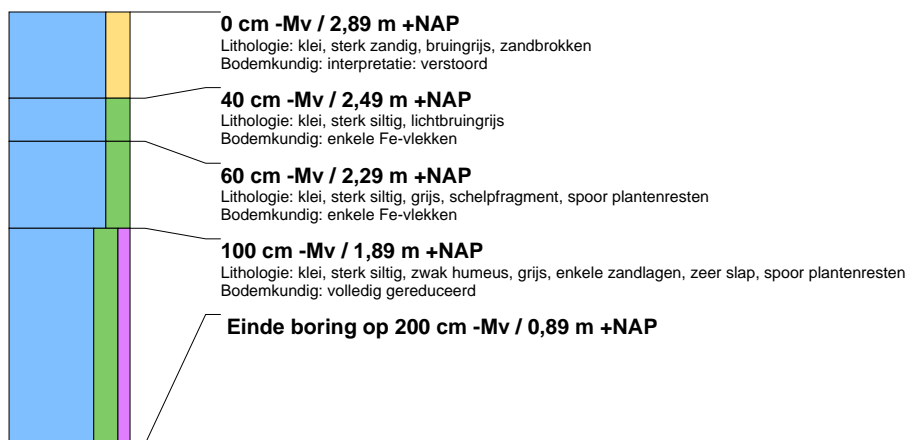 0 cm -Mv / 2,89 m +NAP
Lithologie: klei, sterk zandig, bruingrijs, zandbrokken
Bodemkundig: interpretatie: verstoord
40 cm -Mv / 2,49 m +NAP
Lithologie: klei, sterk siltig, lichtbruingrijs
Bodemkundig: enkele Fe-vlekken
60 cm -Mv / 2,29 m +NAP
Lithologie: klei, sterk siltig, grijs, schelpfragment, spoor plantenresten
Bodemkundig: enkele Fe-vlekken
100 cm -Mv / 1,89 m +NAP
Lithologie: klei, sterk siltig, zwak humeus, grijs, enkele zandlagen, zeer slap, spoor plantenresten
Bodemkundig: volledig gereduceerd
Einde boring op 200 cm -Mv / 0,89 m +NAP